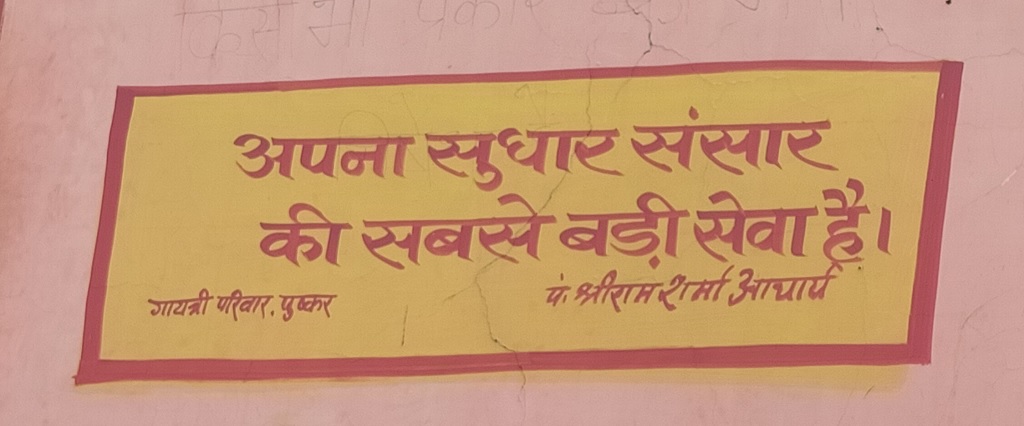 अपना सुधार संसार
की सबसे बड़ी सेवा है।
पं. श्रीराम शर्मा आचार्य
गायत्री परिवार, पुष्कर